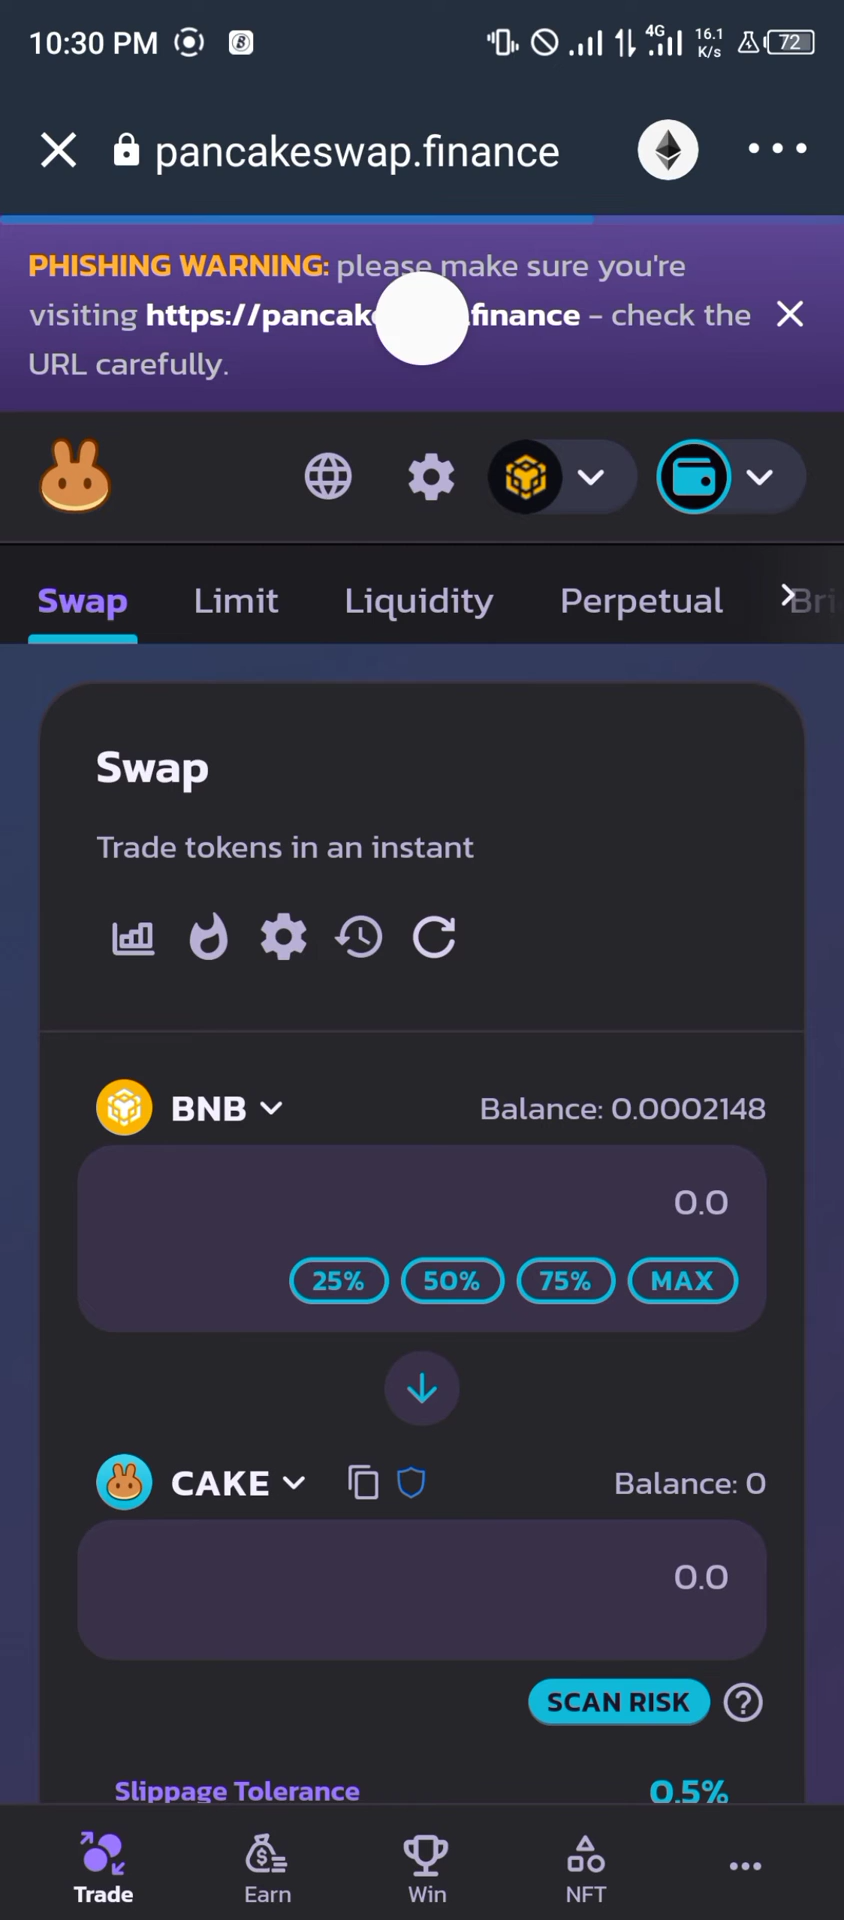 10:30 PM
4G
16.1
K/s
72
pancakeswap.finance
PHISHING WARNING: please make sure you're
visiting https://pancak finance - check the
URL carefully.
Swap Limit Liquidity Perpetual Bri
Swap
Trade tokens in an instant
BNB Balance: 0.0002148
0.0
25% 50% 75% MAX
CAKE Balance: 0
0.0
SCAN RISK
Slippage Tolerance 0.5%
Trade Earn Win NFT